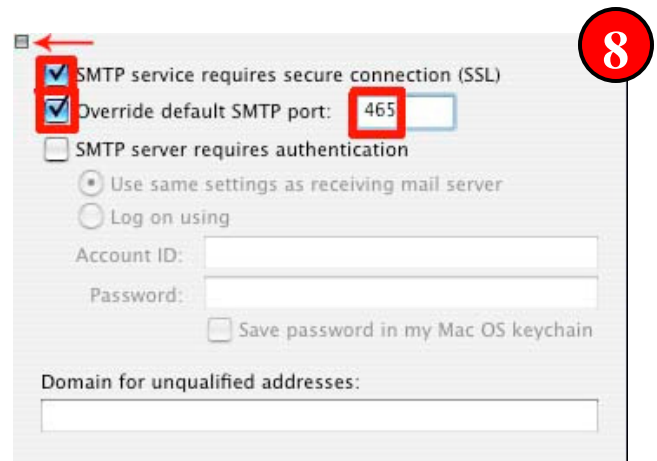 8
SMTP service requires secure connection (SSL)
Override default SMTP port: 465
SMTP server requires authentication
Use same settings as receiving mail server
Log on using
Account ID:
Password:
Save password in my Mac OS keychain
Domain for unqualified addresses: